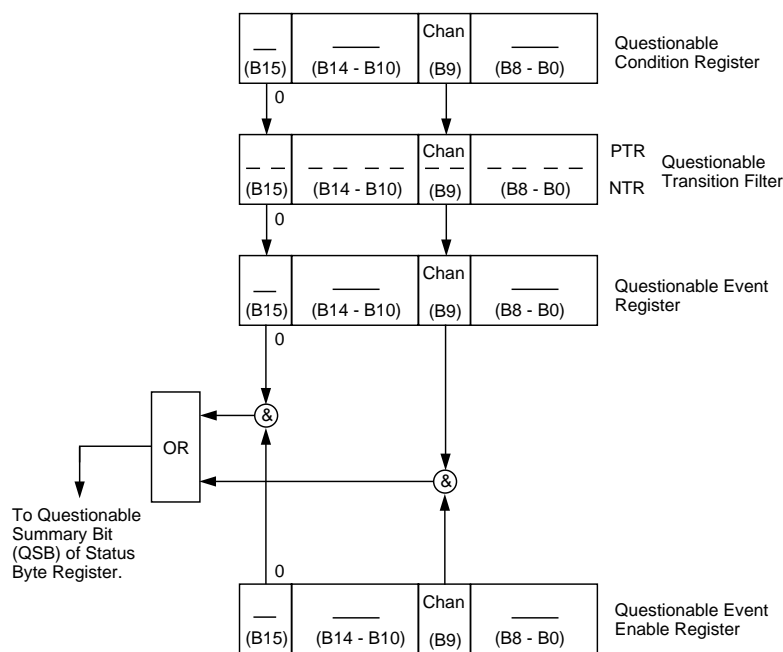 Chan
(B15) (B14 - B10) (B9) (B8 - B0)
Questionable
Condition Register
0
Chan
(B15) (B14 - B10) (B9) (B8 - B0)
PTR
NTR
Questionable
Transition Filter
0
Chan
(B15) (B14 - B10) (B9) (B8 - B0)
Questionable Event
Register
0
&
OR
&
To Questionable
Summary Bit
(QSB) of Status
Byte Register.
0
Chan
(B15) (B14 - B10) (B9) (B8 - B0)
Questionable Event
Enable Register